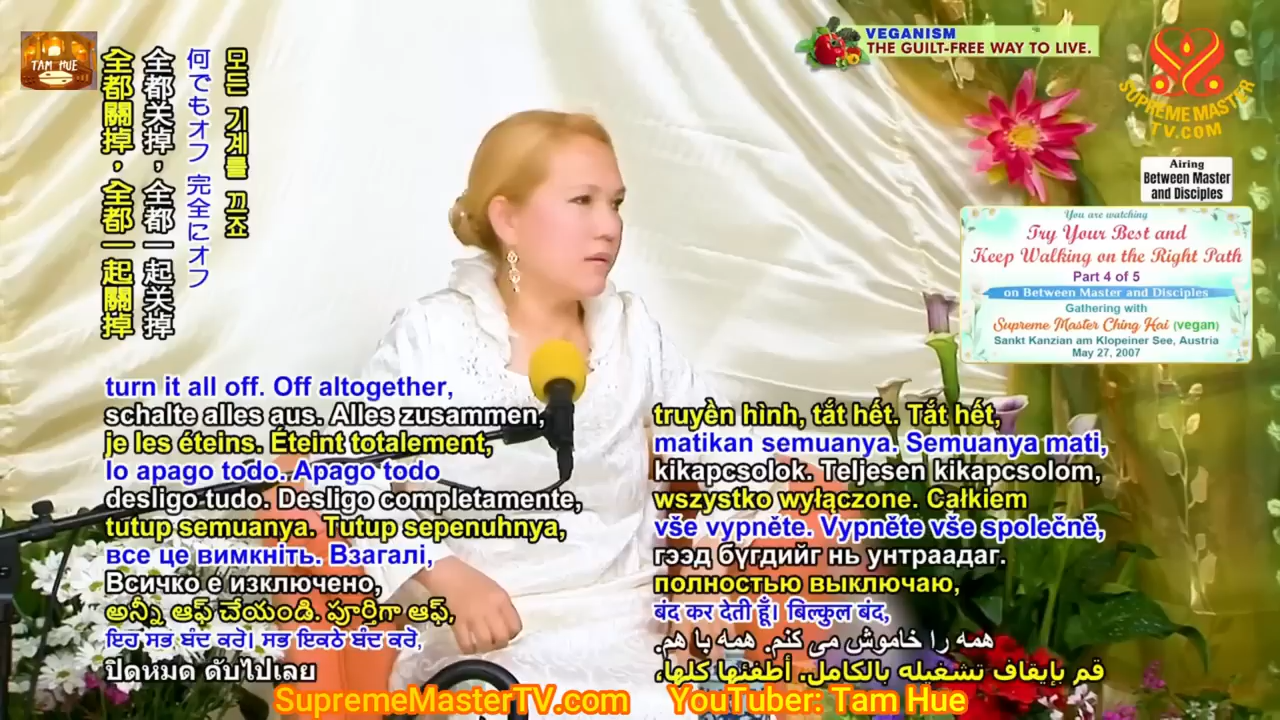 TAM HUE
全都關掉，全都一起關掉
全都关掉，全都一起关掉
何でもオフ 完全にオフ
모든 기계를 끄죠
VEGANISM
THE GUILT-FREE WAY TO LIVE.
SUPREME MASTER
TV.COM
Airing
Between Master
and Disciples
You are watching
Try Your Best and
Keep Walking on the Right Path
Part 4 of 5
on Between Master and Disciples
Gathering with
Supreme Master Ching Hai (vegan)
Sankt Kanzian am Klopeiner See, Austria
May 27, 2007
turn it all off. Off altogether,
schalte alles aus. Alles zusammen,
je les éteins. Éteint totalement,
lo apago todo. Apago todo
desligo tudo. Desligo completamente,
tutup semuanya. Tutup sepenuhnya,
все це вимкніть. Взагалі,
Всичко е изключено,
అన్నీ ఆఫ్ చేయండి. పూర్తిగా ఆఫ్,
ਇਹ ਸਭ ਬੰਦ ਕਰੋ। ਸਭ ਇਕਠੇ ਬੰਦ ਕਰੋ,
ปิดหมด ดับไปเลย
truyền hình, tắt hết. Tắt hết,
matikan semuanya. Semuanya mati,
kikapcsolok. Teljesen kikapcsolom,
wszystko wyłączone. Całkiem
vše vypněte. Vypněte vše společně,
гээд бүгдийг нь унтраадаг.
полностью выключаю,
बंद कर देती हूँ। बिल्कुल बंद,
همه را خاموش می کنم. همه با هم.
قم بإيقاف تشغيله بالكامل. أطفئها كلها،
SupremeMasterTV.com YouTuber: Tam Hue